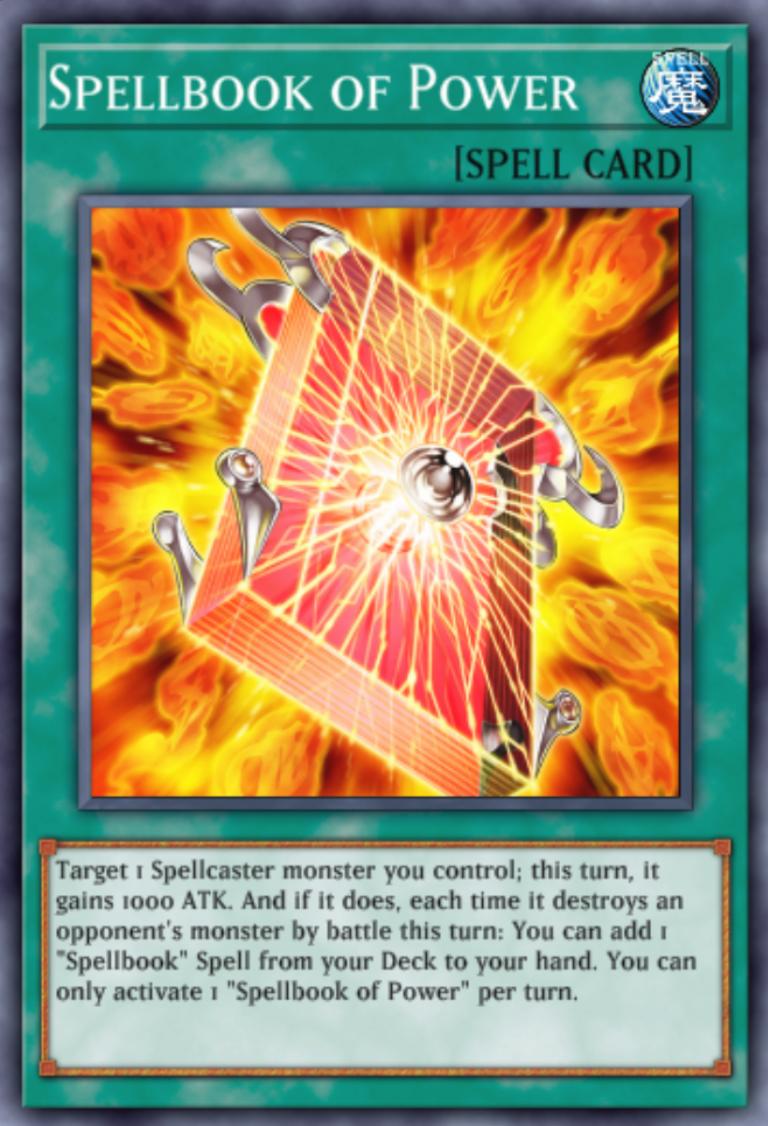 Spellbook of Power
SPELL
魔
[SPELL CARD]
Target 1 Spellcaster monster you control; this turn, it
gains 1000 ATK. And if it does, each time it destroys an
opponent's monster by battle this turn: You can add 1
"Spellbook" Spell from your Deck to your hand. You can
only activate 1 "Spellbook of Power" per turn.